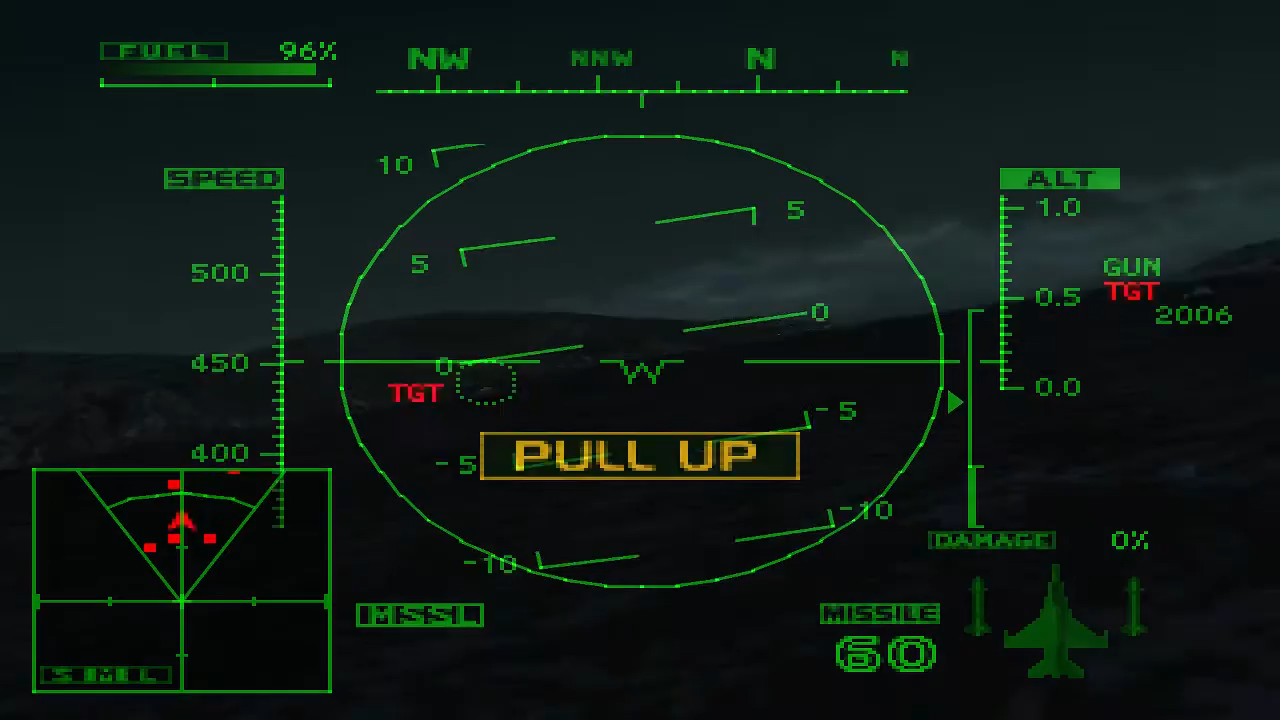 FUEL 96%
NW NNW N N
10
SPEED
ALT
1.0
5
5
500
GUN
0.5 TGT
2006
0
450
0
0.0
TGT
-5
400
-5
PULL UP
-10
-10
DAMAGE 0%
MSSL
MISSILE
60